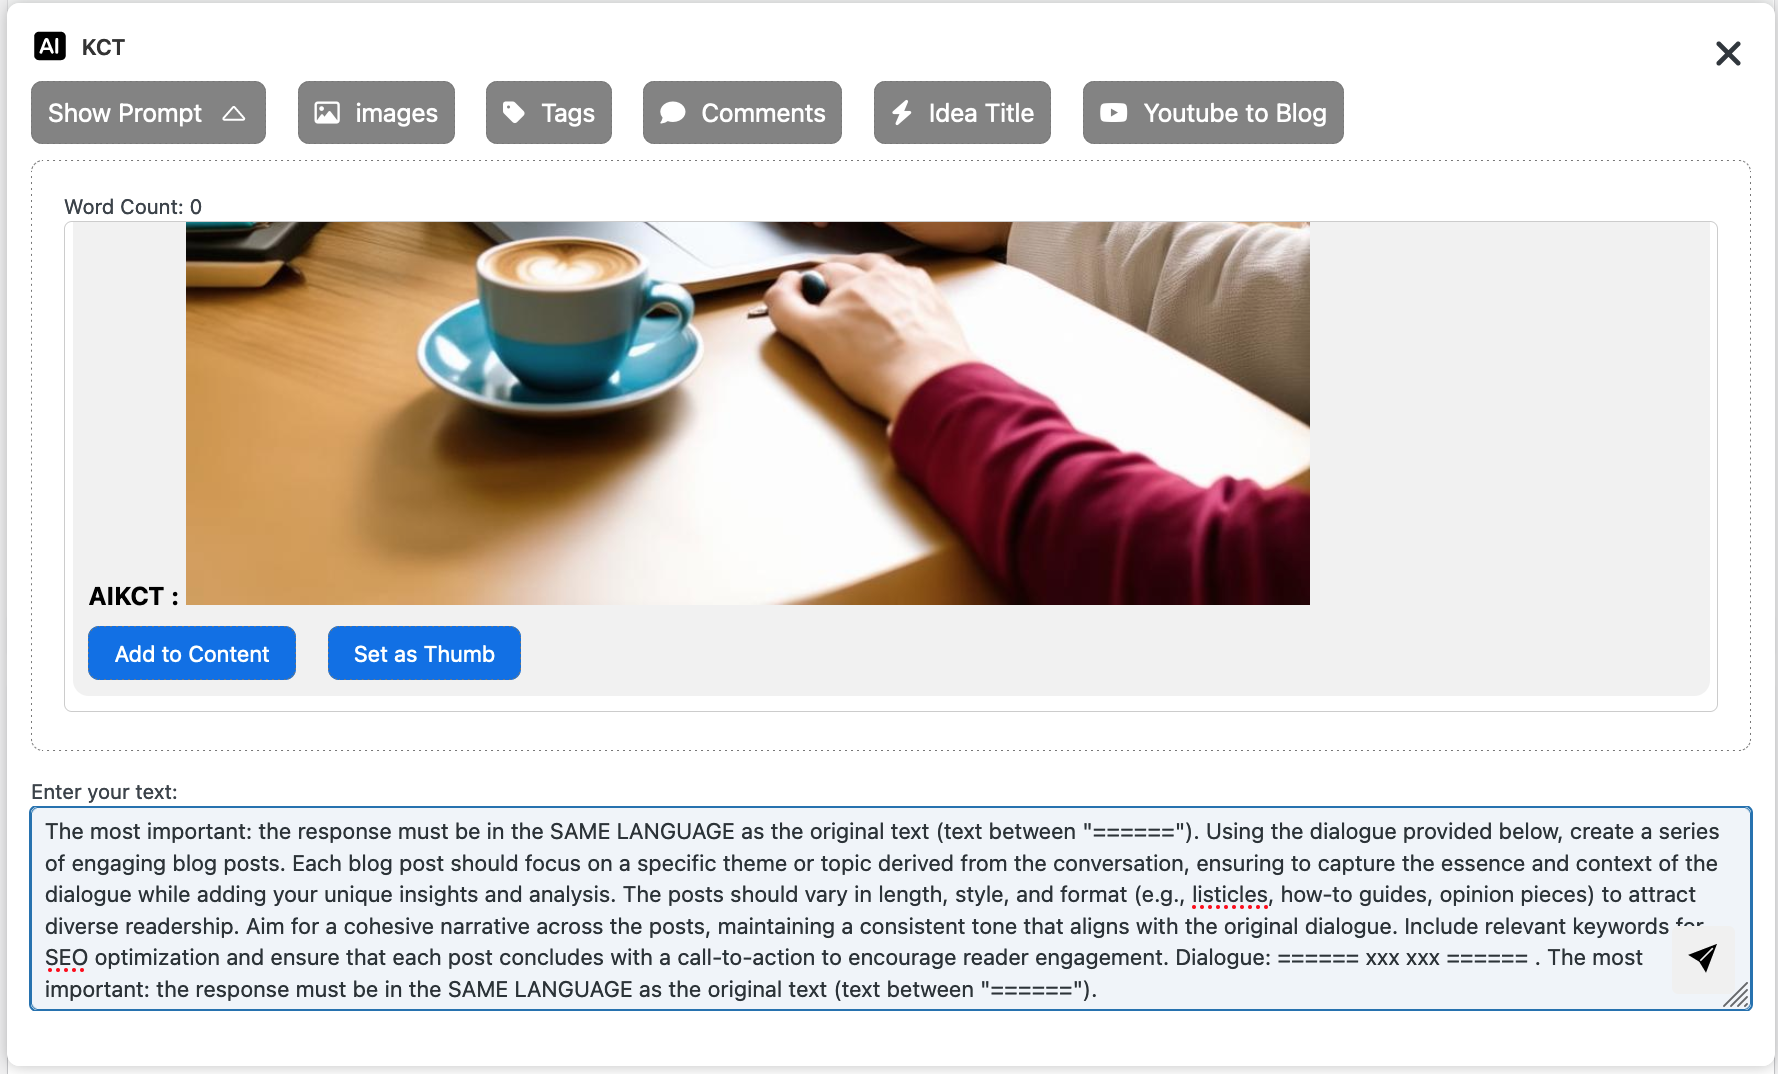 AI KCT
Show Prompt
images
Tags
Comments
Idea Title
Youtube to Blog
Word Count: 0
AIKCT :
Add to Content
Set as Thumb
Enter your text:
The most important: the response must be in the SAME LANGUAGE as the original text (text between "======"). Using the dialogue provided below, create a series
of engaging blog posts. Each blog post should focus on a specific theme or topic derived from the conversation, ensuring to capture the essence and context of the
dialogue while adding your unique insights and analysis. The posts should vary in length, style, and format (e.g., listicles, how-to guides, opinion pieces) to attract
diverse readership. Aim for a cohesive narrative across the posts, maintaining a consistent tone that aligns with the original dialogue. Include relevant keywords for
SEO optimization and ensure that each post concludes with a call-to-action to encourage reader engagement. Dialogue: ====== xxx xxx ====== . The most
important: the response must be in the SAME LANGUAGE as the original text (text between "======").